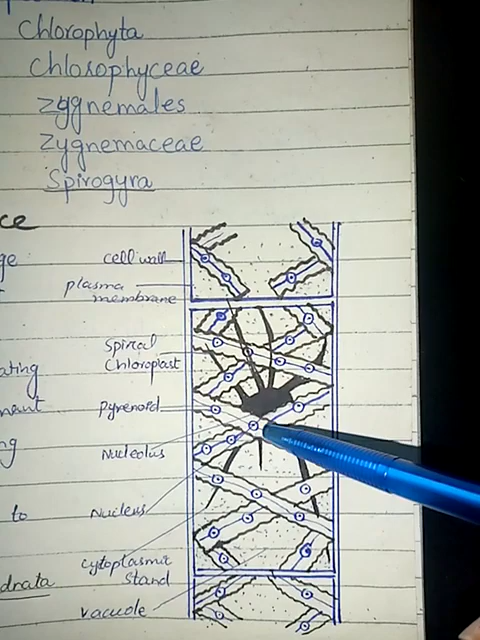 Chlorophyta
Chlorophyceae
Zygnemales
Zygnemaceae
Spirogyra
ce
ge
cell wall
plasma
membrane
Spiral
Chloroplast
ating
Pyrenoid
ment
ng
Nucleolus
to
Nucleus
cytoplasmic
Stand
drata
vacuole